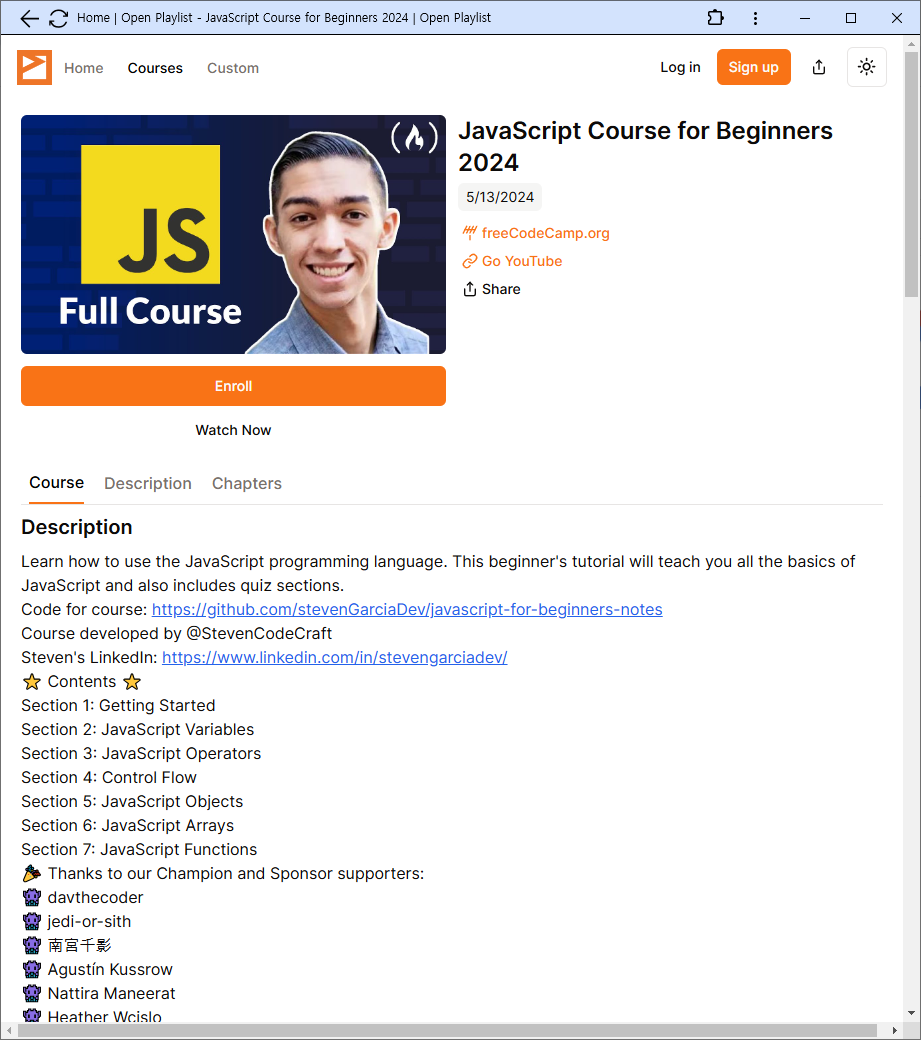 Home | Open Playlist - JavaScript Course for Beginners 2024 | Open Playlist
Home
Courses
Custom
Log in
Sign up
JS
Full Course
JavaScript Course for Beginners
2024
5/13/2024
freeCodeCamp.org
Go YouTube
Share
Enroll
Watch Now
Course
Description
Chapters
Description
Learn how to use the JavaScript programming language. This beginner's tutorial will teach you all the basics of
JavaScript and also includes quiz sections.
Code for course: https://github.com/stevenGarciaDev/javascript-for-beginners-notes
Course developed by @StevenCodeCraft
Steven's LinkedIn: https://www.linkedin.com/in/stevengarciadev/
⭐ Contents ⭐
Section 1: Getting Started
Section 2: JavaScript Variables
Section 3: JavaScript Operators
Section 4: Control Flow
Section 5: JavaScript Objects
Section 6: JavaScript Arrays
Section 7: JavaScript Functions
🎉 Thanks to our Champion and Sponsor supporters:
👾 davthecoder
👾 jedi-or-sith
👾 南宮千影
👾 Agustín Kussrow
👾 Nattira Maneerat
👾 Heather Wcislo